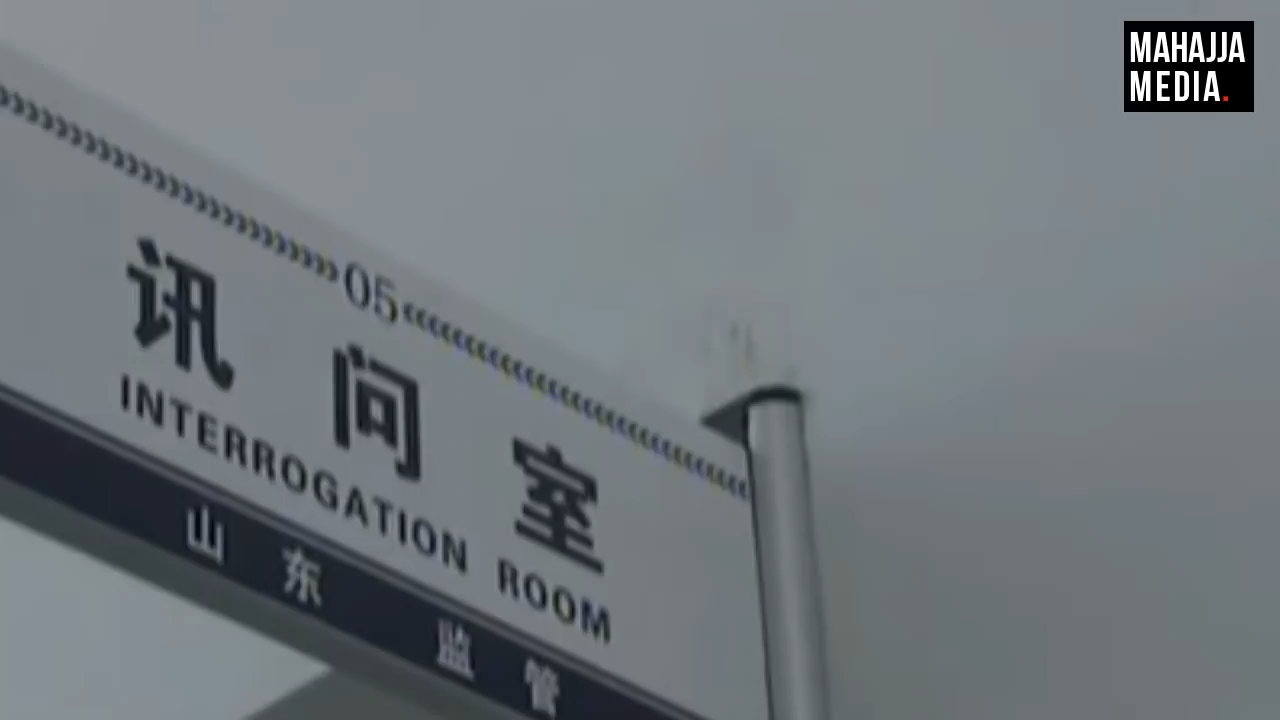 MAHAJJA
MEDIA.
05
讯问室
INTERROGATION ROOM
山东 监管